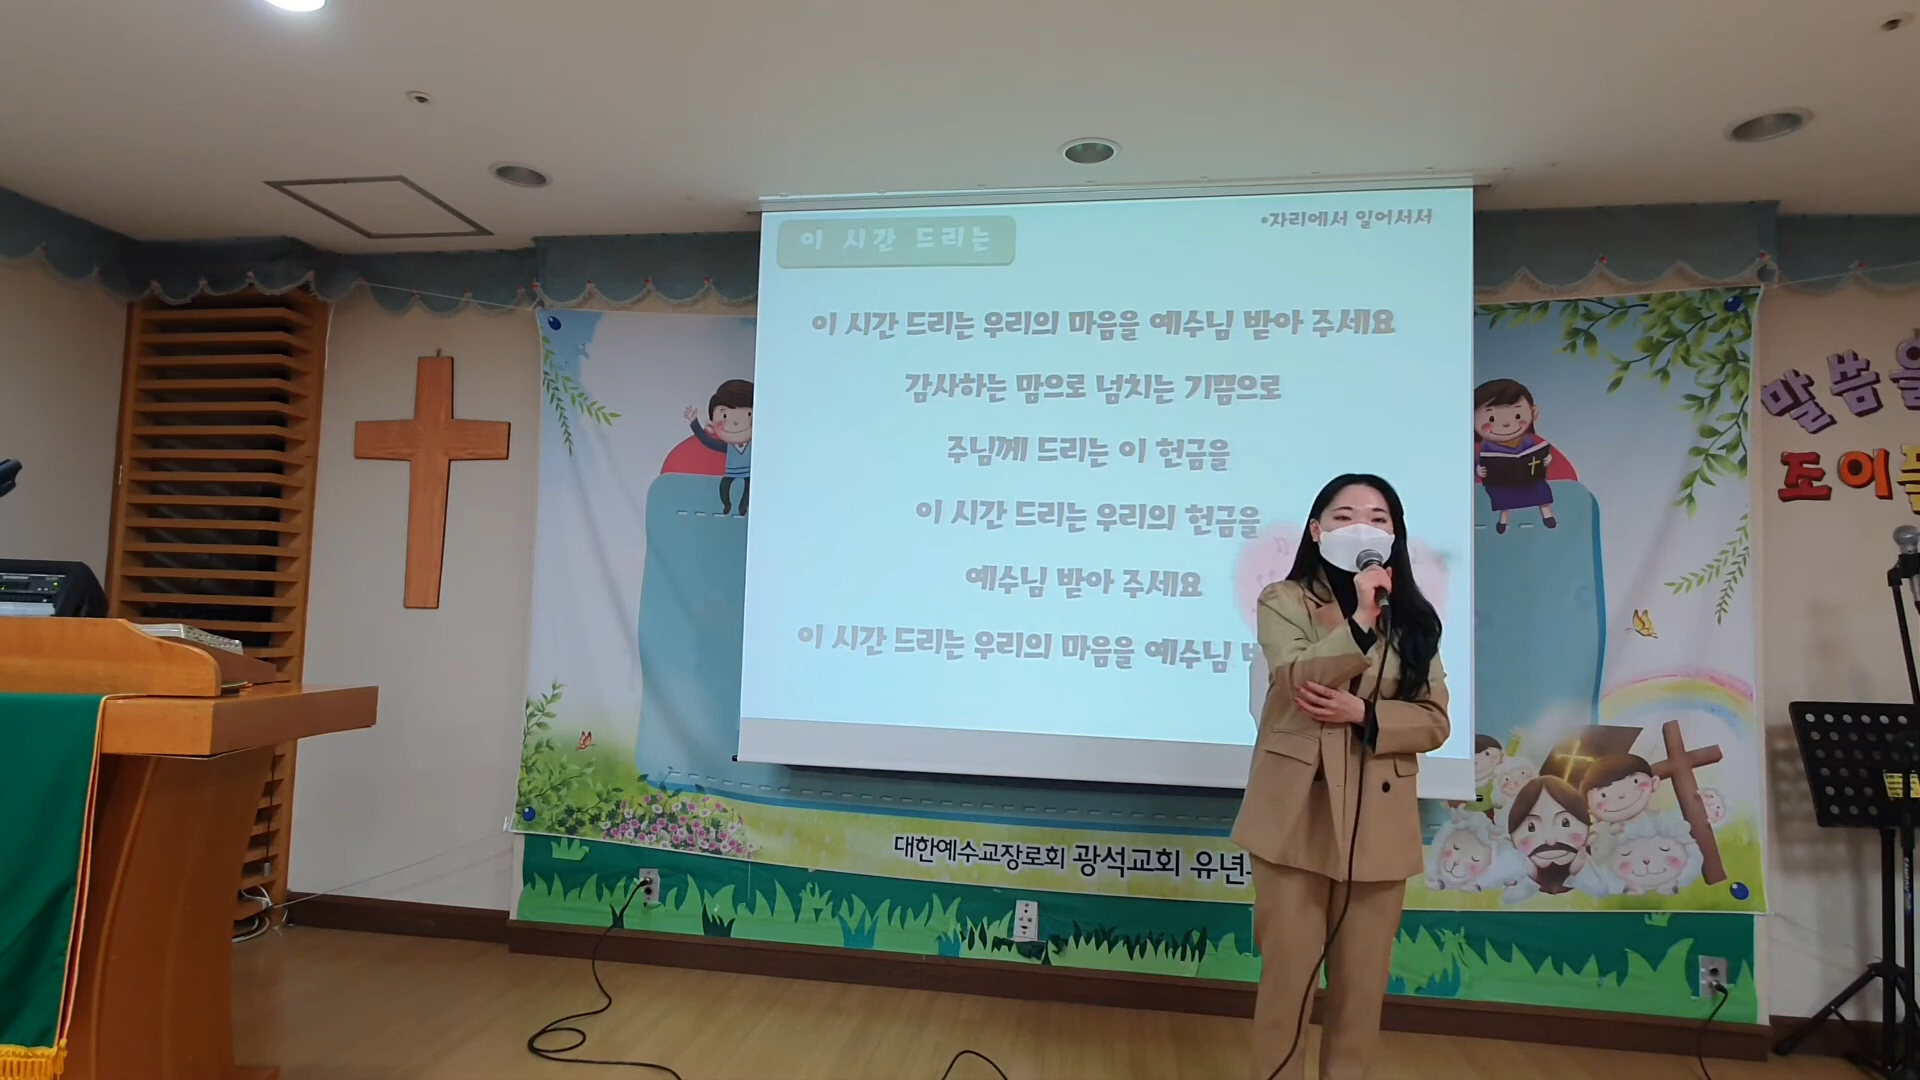 이 시간 드리는
•자리에서 일어서서
이 시간 드리는 우리의 마음을 예수님 받아 주세요
감사하는 맘으로 넘치는 기쁨으로
주님께 드리는 이 헌금을
이 시간 드리는 우리의 헌금을
예수님 받아 주세요
이 시간 드리는 우리의 마음을 예수님
말씀을
조이
대한예수교장로회 광석교회 유년